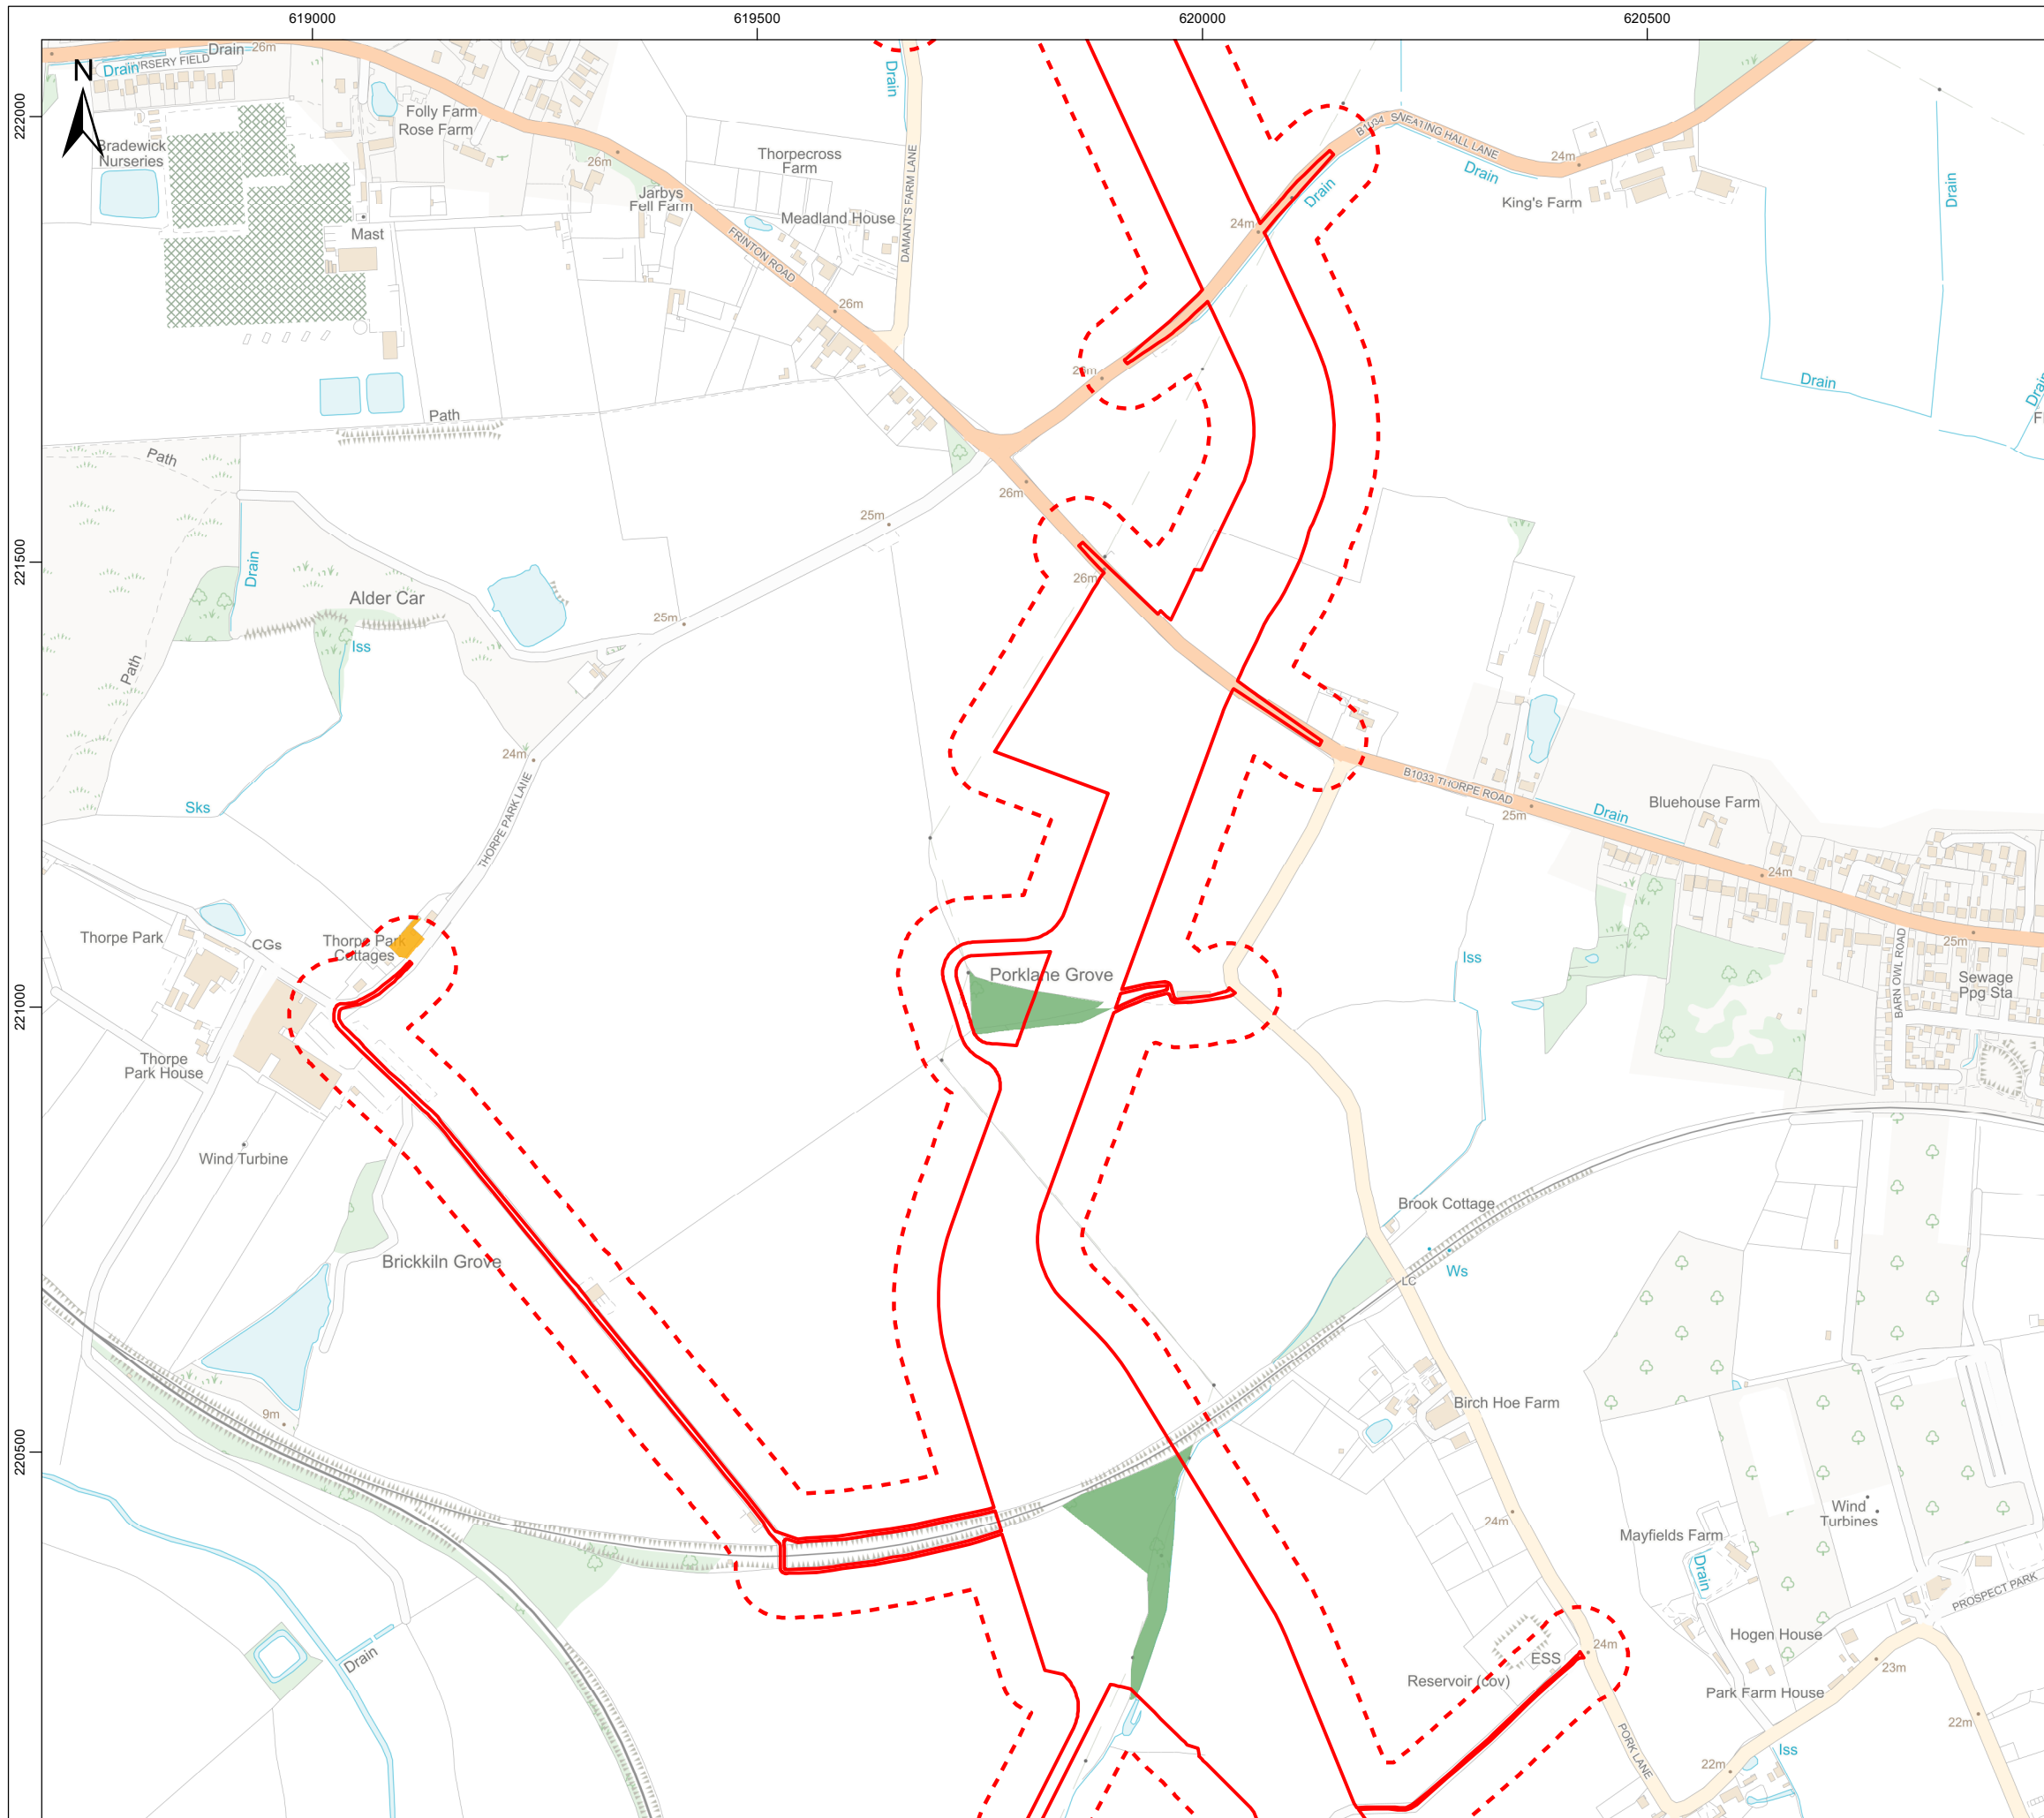 619000
619500
620000
620500
222000
221500
221000
220500
N
Drain
26m
Drain
Folly Farm
Rose Farm
Bradewick
Nurseries
26m
Mast
Jarbys
Fell Farm
Thorpecross
Farm
Meadland House
FRINTON ROAD
26m
DAMANT'S FARM LANE
Drain
B1034 SNEATING HALL LANE
24m
Drain
Drain
24m
King's Farm
Drain
Drain
Drain
Path
Path
Path
Drain
Alder Car
Iss
Sks
25m
25m
26m
26m
24m
THORPE PARK LANE
B1033 THORPE ROAD
25m
Drain
Bluehouse Farm
24m
25m
BARN OWL ROAD
Sewage
Ppg Sta
Iss
Thorpe Park
CGs
Thorpe Park
Cottages
Thorpe
Park House
Wind Turbine
Porklane Grove
Brickkiln Grove
Brook Cottage
Ws
LC
Birch Hoe Farm
24m
9m
Drain
Wind
Turbines
Mayfields Farm
Drain
PROSPECT PARK
Hogen House
24m
ESS
Reservoir (cov)
23m
Park Farm House
22m
PORK LANE
22m
Iss